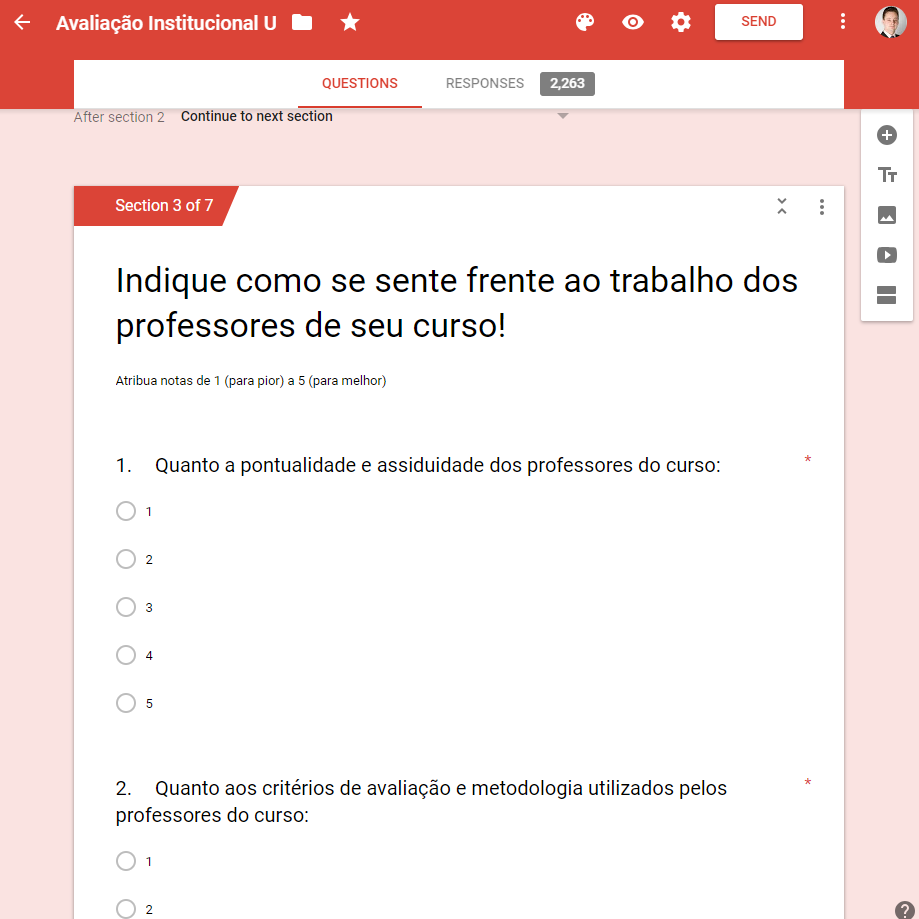 Avaliação Institucional U
SEND
QUESTIONS RESPONSES 2,263
After section 2 Continue to next section
Section 3 of 7
Indique como se sente frente ao trabalho dos
professores de seu curso!
Atribua notas de 1 (para pior) a 5 (para melhor)
1. Quanto a pontualidade e assiduidade dos professores do curso: *
1
2
3
4
5
2. Quanto aos critérios de avaliação e metodologia utilizados pelos *
professores do curso:
1
2